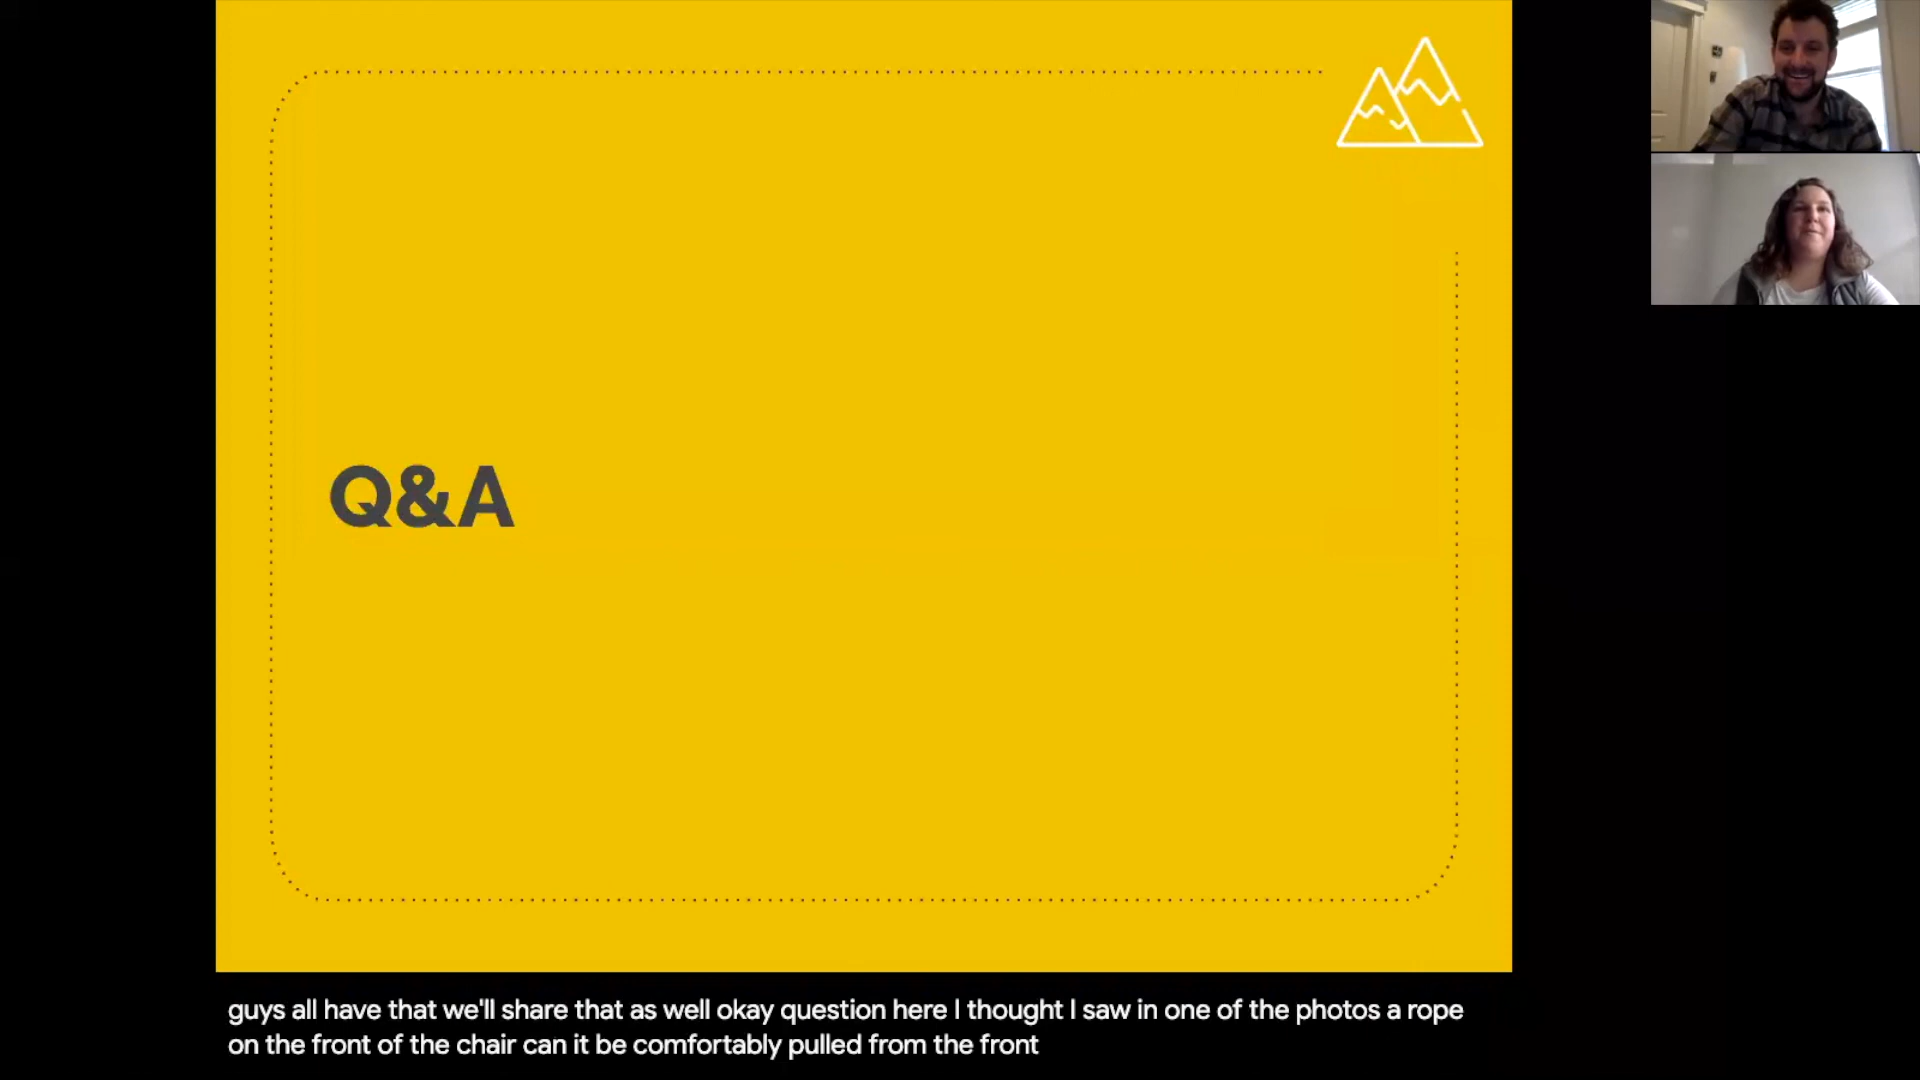 Q&A
guys all have that we'll share that as well okay question here I thought I saw in one of the photos a rope
on the front of the chair can it be comfortably pulled from the front